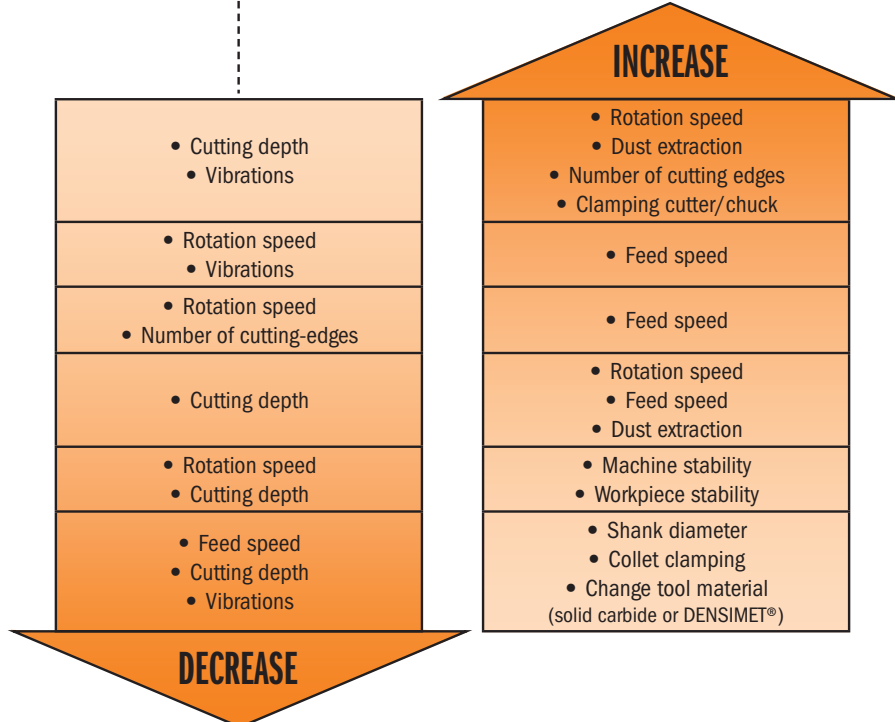 • Cutting depth
• Vibrations
• Rotation speed
• Vibrations
• Rotation speed
• Number of cutting-edges
• Cutting depth
• Rotation speed
• Cutting depth
• Feed speed
• Cutting depth
• Vibrations
DECREASE
INCREASE
• Rotation speed
• Dust extraction
• Number of cutting edges
• Clamping cutter/chuck
• Feed speed
• Feed speed
• Rotation speed
• Feed speed
• Dust extraction
• Machine stability
• Workpiece stability
• Shank diameter
• Collet clamping
• Change tool material
(solid carbide or DENSIMET®)